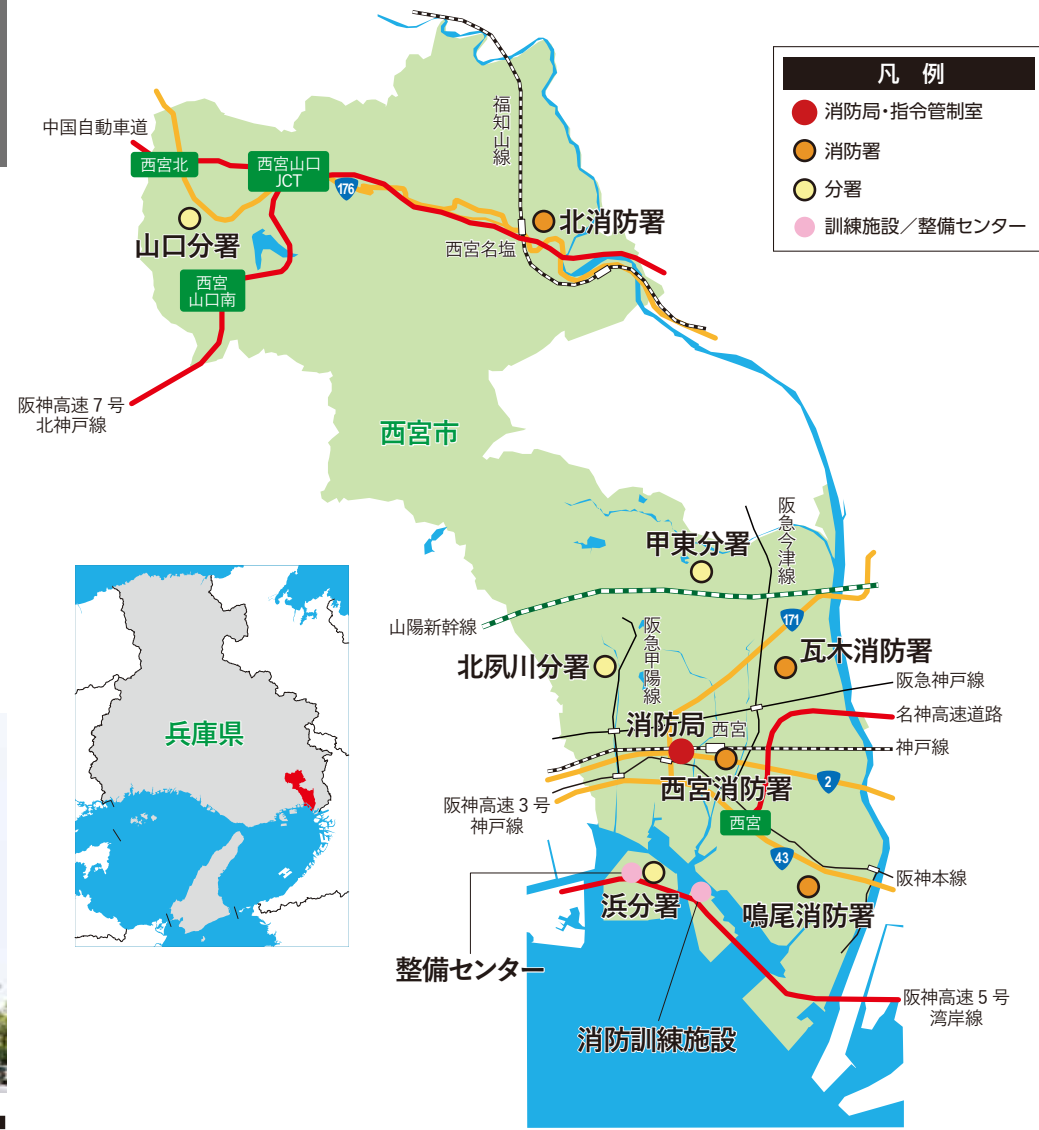 凡 例
消防局・指令管制室
消防署
分署
訓練施設／整備センター
福知山線
中国自動車道
西宮北
西宮山口
JCT
176
山口分署
北消防署
西宮名塩
西宮
山口南
阪神高速 7 号
北神戸線
西宮市
阪急今津線
甲東分署
山陽新幹線
171
阪急甲陽線
瓦木消防署
北夙川分署
阪急神戸線
名神高速道路
消防局
西宮
神戸線
兵庫県
西宮消防署
2
阪神高速 3 号
神戸線
西宮
43
阪神本線
浜分署
鳴尾消防署
整備センター
阪神高速 5 号
湾岸線
消防訓練施設